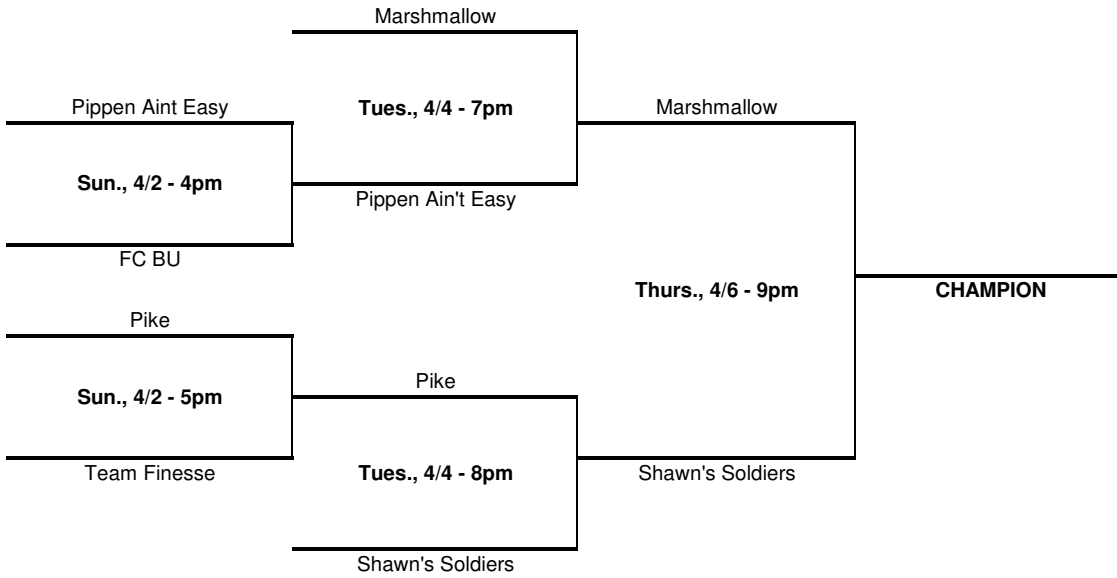 Marshmallow
Pippen Aint Easy
Tues., 4/4 - 7pm
Marshmallow
Sun., 4/2 - 4pm
Pippen Ain't Easy
FC BU
Thurs., 4/6 - 9pm
CHAMPION
Pike
Pike
Sun., 4/2 - 5pm
Team Finesse
Tues., 4/4 - 8pm
Shawn's Soldiers
Shawn's Soldiers